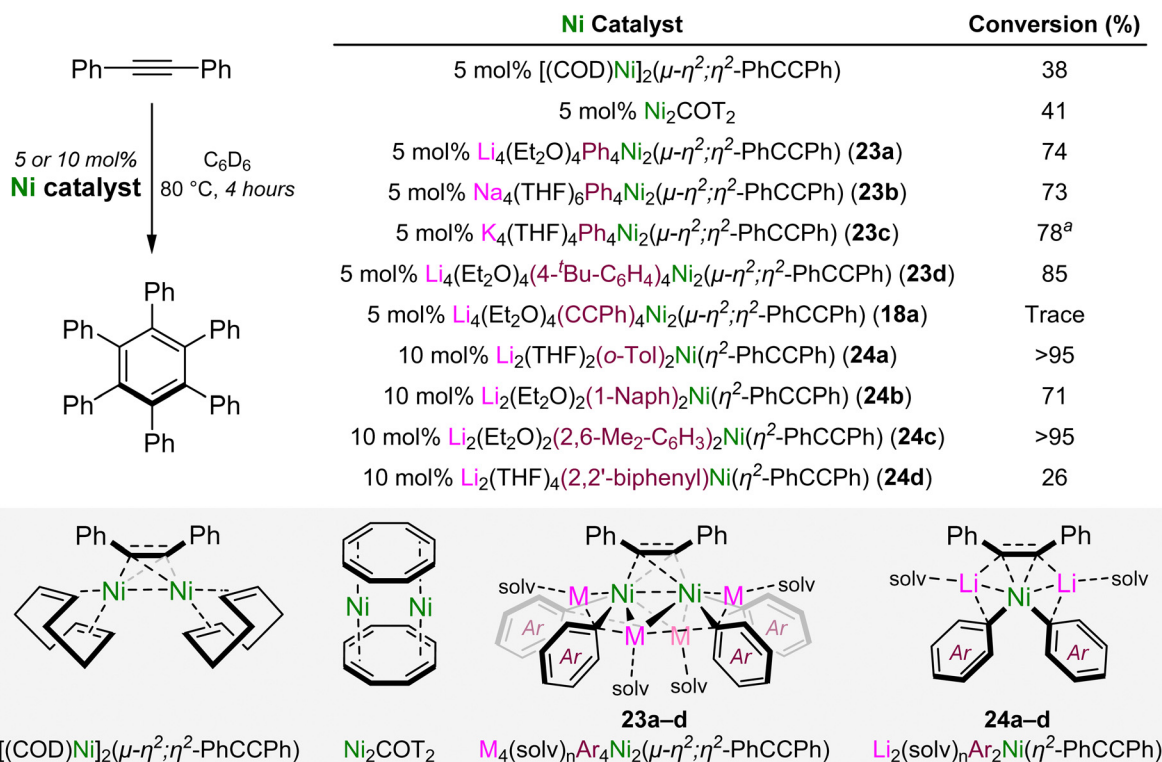 Ni Catalyst Conversion (%)
Ph Ph
5 or 10 mol% C₆D₆
Ni catalyst 80 °C, 4 hours
Ph
Ph Ph
Ph Ph
Ph
5 mol% [(COD)Ni]₂(μ-η²;η²-PhCCPh) 38
5 mol% Ni₂COT₂ 41
5 mol% Li₄(Et₂O)₄Ph₄Ni₂(μ-η²;η²-PhCCPh) (23a) 74
5 mol% Na₄(THF)₆Ph₄Ni₂(μ-η²;η²-PhCCPh) (23b) 73
5 mol% K₄(THF)₄Ph₄Ni₂(μ-η²;η²-PhCCPh) (23c) 78ᵃ
5 mol% Li₄(Et₂O)₄(4-ᵗBu-C₆H₄)₄Ni₂(μ-η²;η²-PhCCPh) (23d) 85
5 mol% Li₄(Et₂O)₄(CCPh)₄Ni₂(μ-η²;η²-PhCCPh) (18a) Trace
10 mol% Li₂(THF)₂(o-Tol)₂Ni(η²-PhCCPh) (24a) >95
10 mol% Li₂(Et₂O)₂(1-Naph)₂Ni(η²-PhCCPh) (24b) 71
10 mol% Li₂(Et₂O)₂(2,6-Me₂-C₆H₃)₂Ni(η²-PhCCPh) (24c) >95
10 mol% Li₂(THF)₄(2,2'-biphenyl)Ni(η²-PhCCPh) (24d) 26
Ph Ph
Ni Ni
[(COD)Ni]₂(μ-η²;η²-PhCCPh)
Ni Ni
Ni₂COT₂
Ph Ph
solv M Ni Ni M solv
Ar M M Ar
Ar Ar
solv solv
23a–d
M₄(solv)ₙAr₄Ni₂(μ-η²;η²-PhCCPh)
Ph Ph
solv Li Li solv
Ni
Ar Ar
24a–d
Li₂(solv)ₙAr₂Ni(η²-PhCCPh)